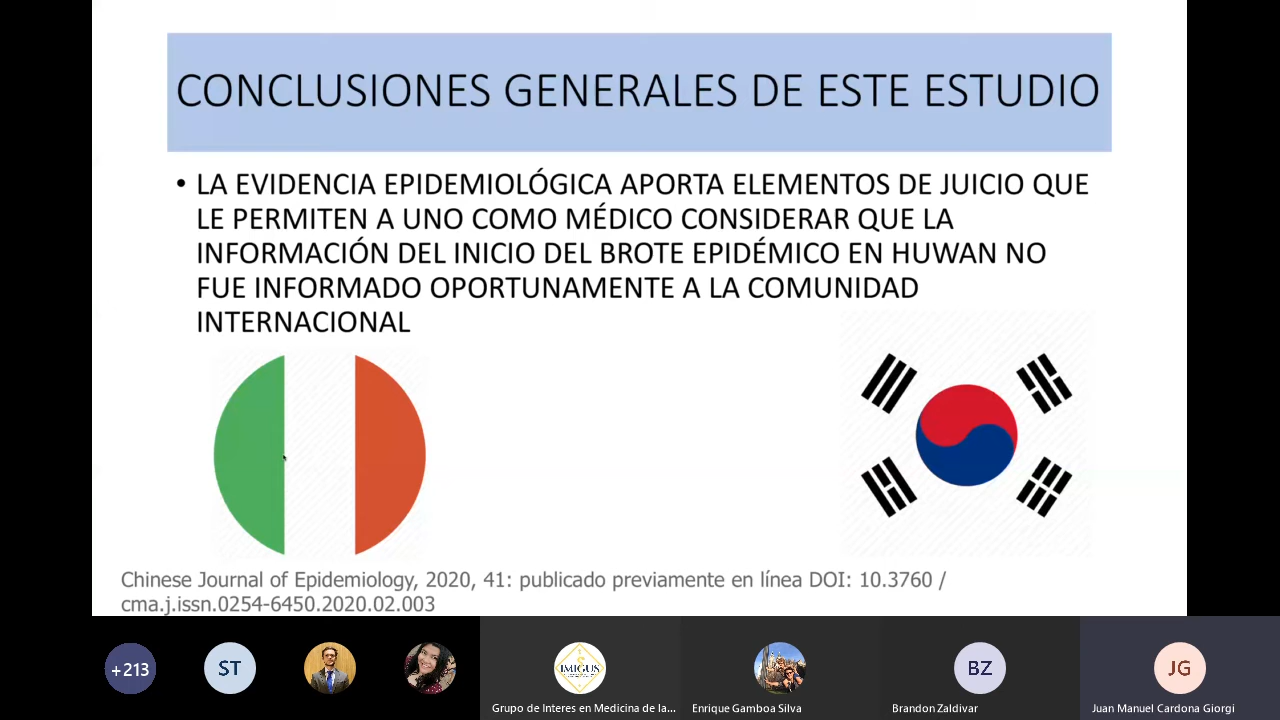 CONCLUSIONES GENERALES DE ESTE ESTUDIO
• LA EVIDENCIA EPIDEMIOLÓGICA APORTA ELEMENTOS DE JUICIO QUE
LE PERMITEN A UNO COMO MÉDICO CONSIDERAR QUE LA
INFORMACIÓN DEL INICIO DEL BROTE EPIDÉMICO EN HUWAN NO
FUE INFORMADO OPORTUNAMENTE A LA COMUNIDAD
INTERNACIONAL
Chinese Journal of Epidemiology, 2020, 41: publicado previamente en línea DOI: 10.3760 /
cma.j.issn.0254-6450.2020.02.003
+213
ST
IMIGUS
BZ
JG
Grupo de Interes en Medicina de la...
Enrique Gamboa Silva
Brandon Zaldivar
Juan Manuel Cardona Giorgi